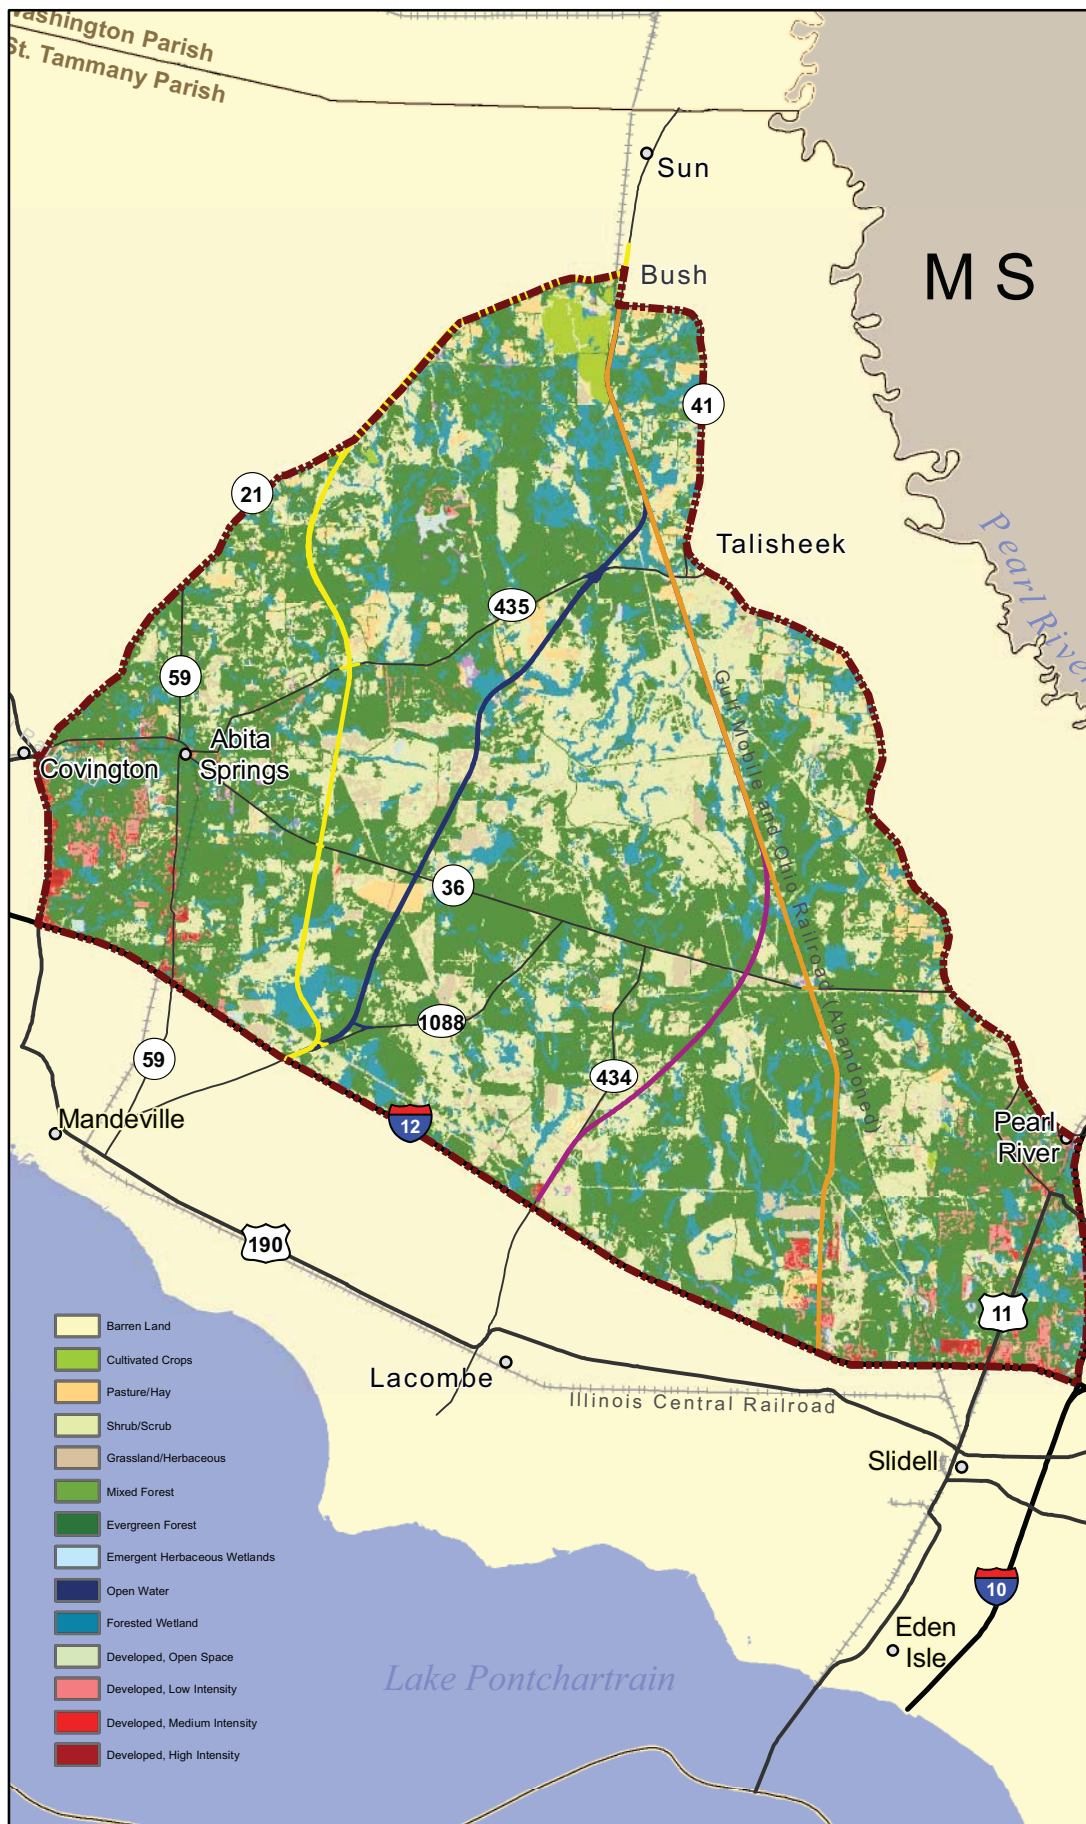 Washington Parish
St. Tammany Parish
Sun
Bush
M S
41
21
Talisheek
Pearl River
435
59
Gulf Mobile and Ohio Railroad (Abandoned)
Abita
Springs
Covington
36
1088
59
434
12
Mandeville
Pearl
River
190
11
Lacombe
Illinois Central Railroad
Slidell
10
Eden
Isle
Lake Pontchartrain
Barren Land
Cultivated Crops
Pasture/Hay
Shrub/Scrub
Grassland/Herbaceous
Mixed Forest
Evergreen Forest
Emergent Herbaceous Wetlands
Open Water
Forested Wetland
Developed, Open Space
Developed, Low Intensity
Developed, Medium Intensity
Developed, High Intensity